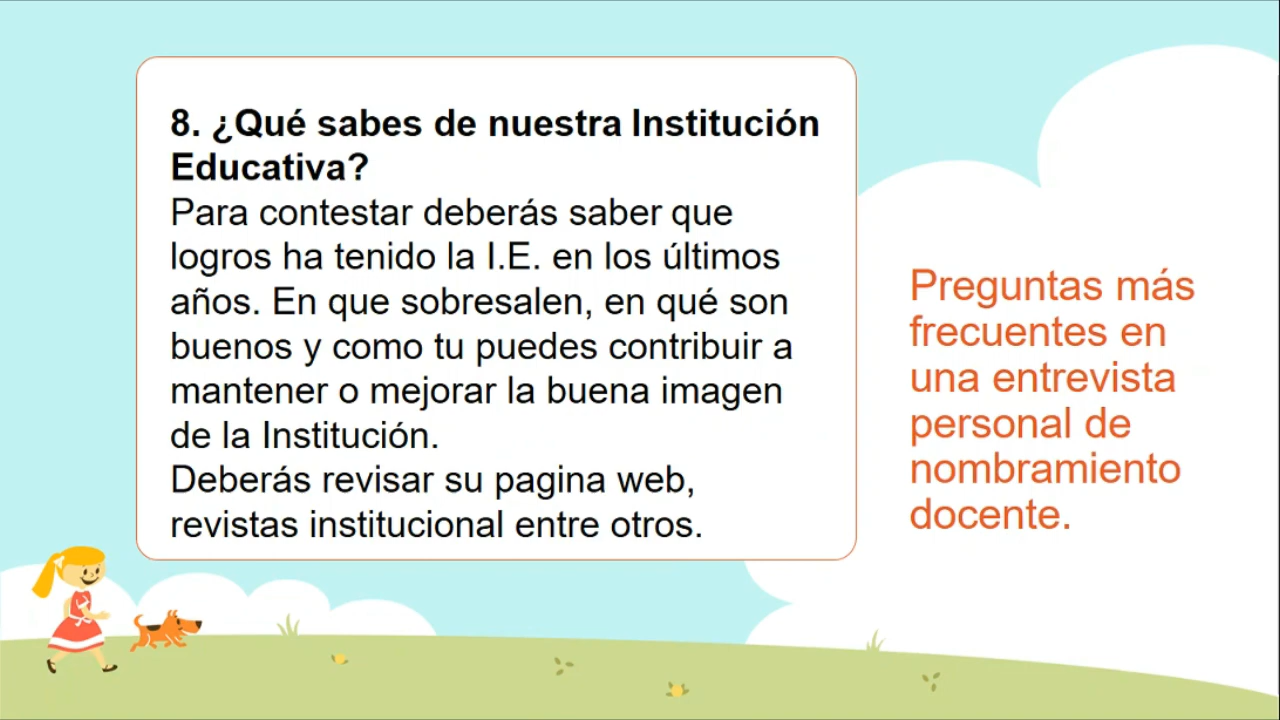 8. ¿Qué sabes de nuestra Institución
Educativa?
Para contestar deberás saber que
logros ha tenido la I.E. en los últimos
años. En que sobresalen, en qué son
buenos y como tu puedes contribuir a
mantener o mejorar la buena imagen
de la Institución.
Deberás revisar su pagina web,
revistas institucional entre otros.
Preguntas más
frecuentes en
una entrevista
personal de
nombramiento
docente.